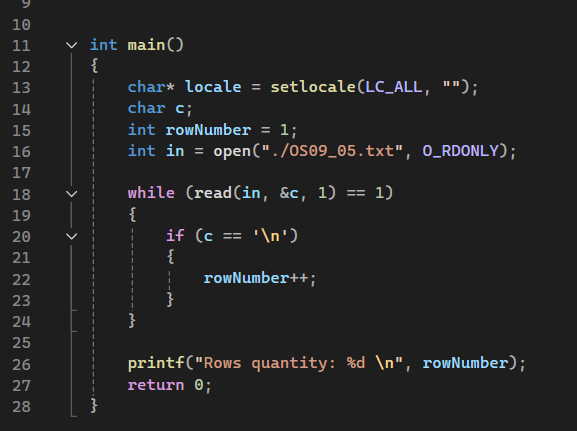 9
10
11 int main()
12 {
13 char* locale = setlocale(LC_ALL, "");
14 char c;
15 int rowNumber = 1;
16 int in = open("./OS09_05.txt", O_RDONLY);
17
18 while (read(in, &c, 1) == 1)
19 {
20 if (c == '\n')
21 {
22 rowNumber++;
23 }
24 }
25
26 printf("Rows quantity: %d \n", rowNumber);
27 return 0;
28 }